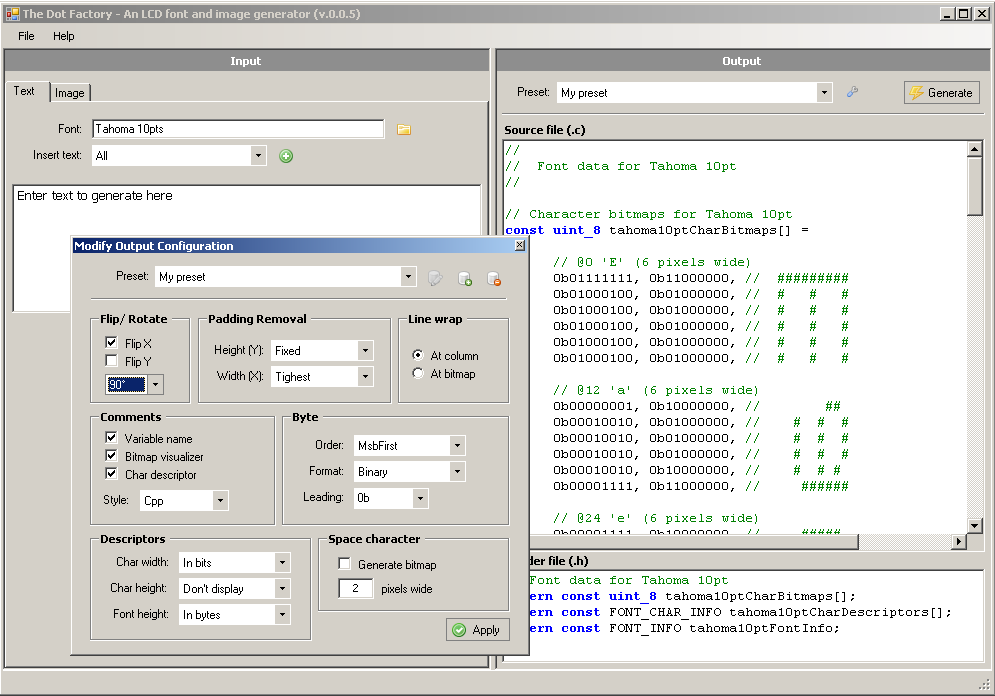 The Dot Factory - An LCD font and image generator (v.0.0.5)
File Help
Input
Text Image
Font: Tahoma 10pts
Insert text: All
Enter text to generate here
Output
Preset: My preset Generate
Source file (.c)
//
// Font data for Tahoma 10pt
//
// Character bitmaps for Tahoma 10pt
const uint_8 tahoma10ptCharBitmaps[] =
// @0 'E' (6 pixels wide)
0b01111111, 0b11000000, // #########
0b01000100, 0b01000000, // #   #   #
0b01000100, 0b01000000, // #   #   #
0b01000100, 0b01000000, // #   #   #
0b01000100, 0b01000000, // #   #   #
0b01000100, 0b01000000, // #   #   #
// @12 'a' (6 pixels wide)
0b00000001, 0b10000000, //       ##
0b00010010, 0b01000000, //   #  #  #
0b00010010, 0b01000000, //   #  #  #
0b00010010, 0b01000000, //   #  #  #
0b00010010, 0b10000000, //   #  # #
0b00001111, 0b11000000, //    ######
// @24 'e' (6 pixels wide)
0b00001111, 0b10000000, //    #####
der file (.h)
Font data for Tahoma 10pt
ern const uint_8 tahoma10ptCharBitmaps[];
ern const FONT_CHAR_INFO tahoma10ptCharDescriptors[];
ern const FONT_INFO tahoma10ptFontInfo;
Modify Output Configuration
Preset: My preset
Flip/ Rotate
Flip X
Flip Y
90°
Padding Removal
Height (Y): Fixed
Width (X): Tighest
Line wrap
At column
At bitmap
Comments
Variable name
Bitmap visualizer
Char descriptor
Style: Cpp
Byte
Order: MsbFirst
Format: Binary
Leading: 0b
Descriptors
Char width: In bits
Char height: Don't display
Font height: In bytes
Space character
Generate bitmap
2 pixels wide
Apply